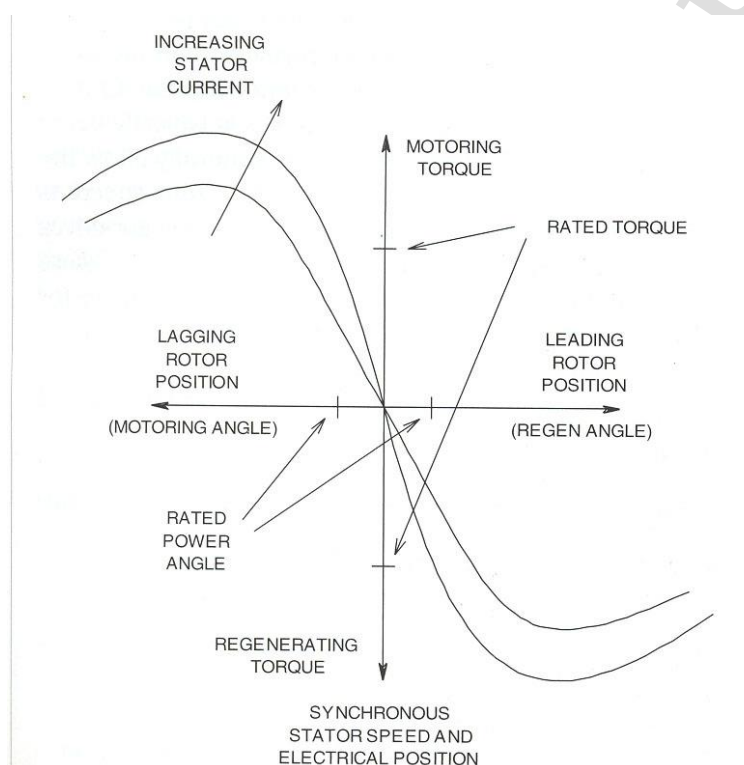 INCREASING
STATOR
CURRENT
MOTORING
TORQUE
RATED TORQUE
LAGGING
ROTOR
POSITION
LEADING
ROTOR
POSITION
(MOTORING ANGLE)
(REGEN ANGLE)
RATED
POWER
ANGLE
REGENERATING
TORQUE
SYNCHRONOUS
STATOR SPEED AND
ELECTRICAL POSITION